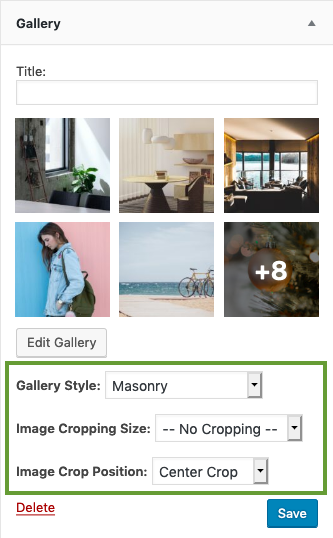 Gallery
Title:
+8
Edit Gallery
Gallery Style: Masonry
Image Cropping Size: -- No Cropping --
Image Crop Position: Center Crop
Delete Save